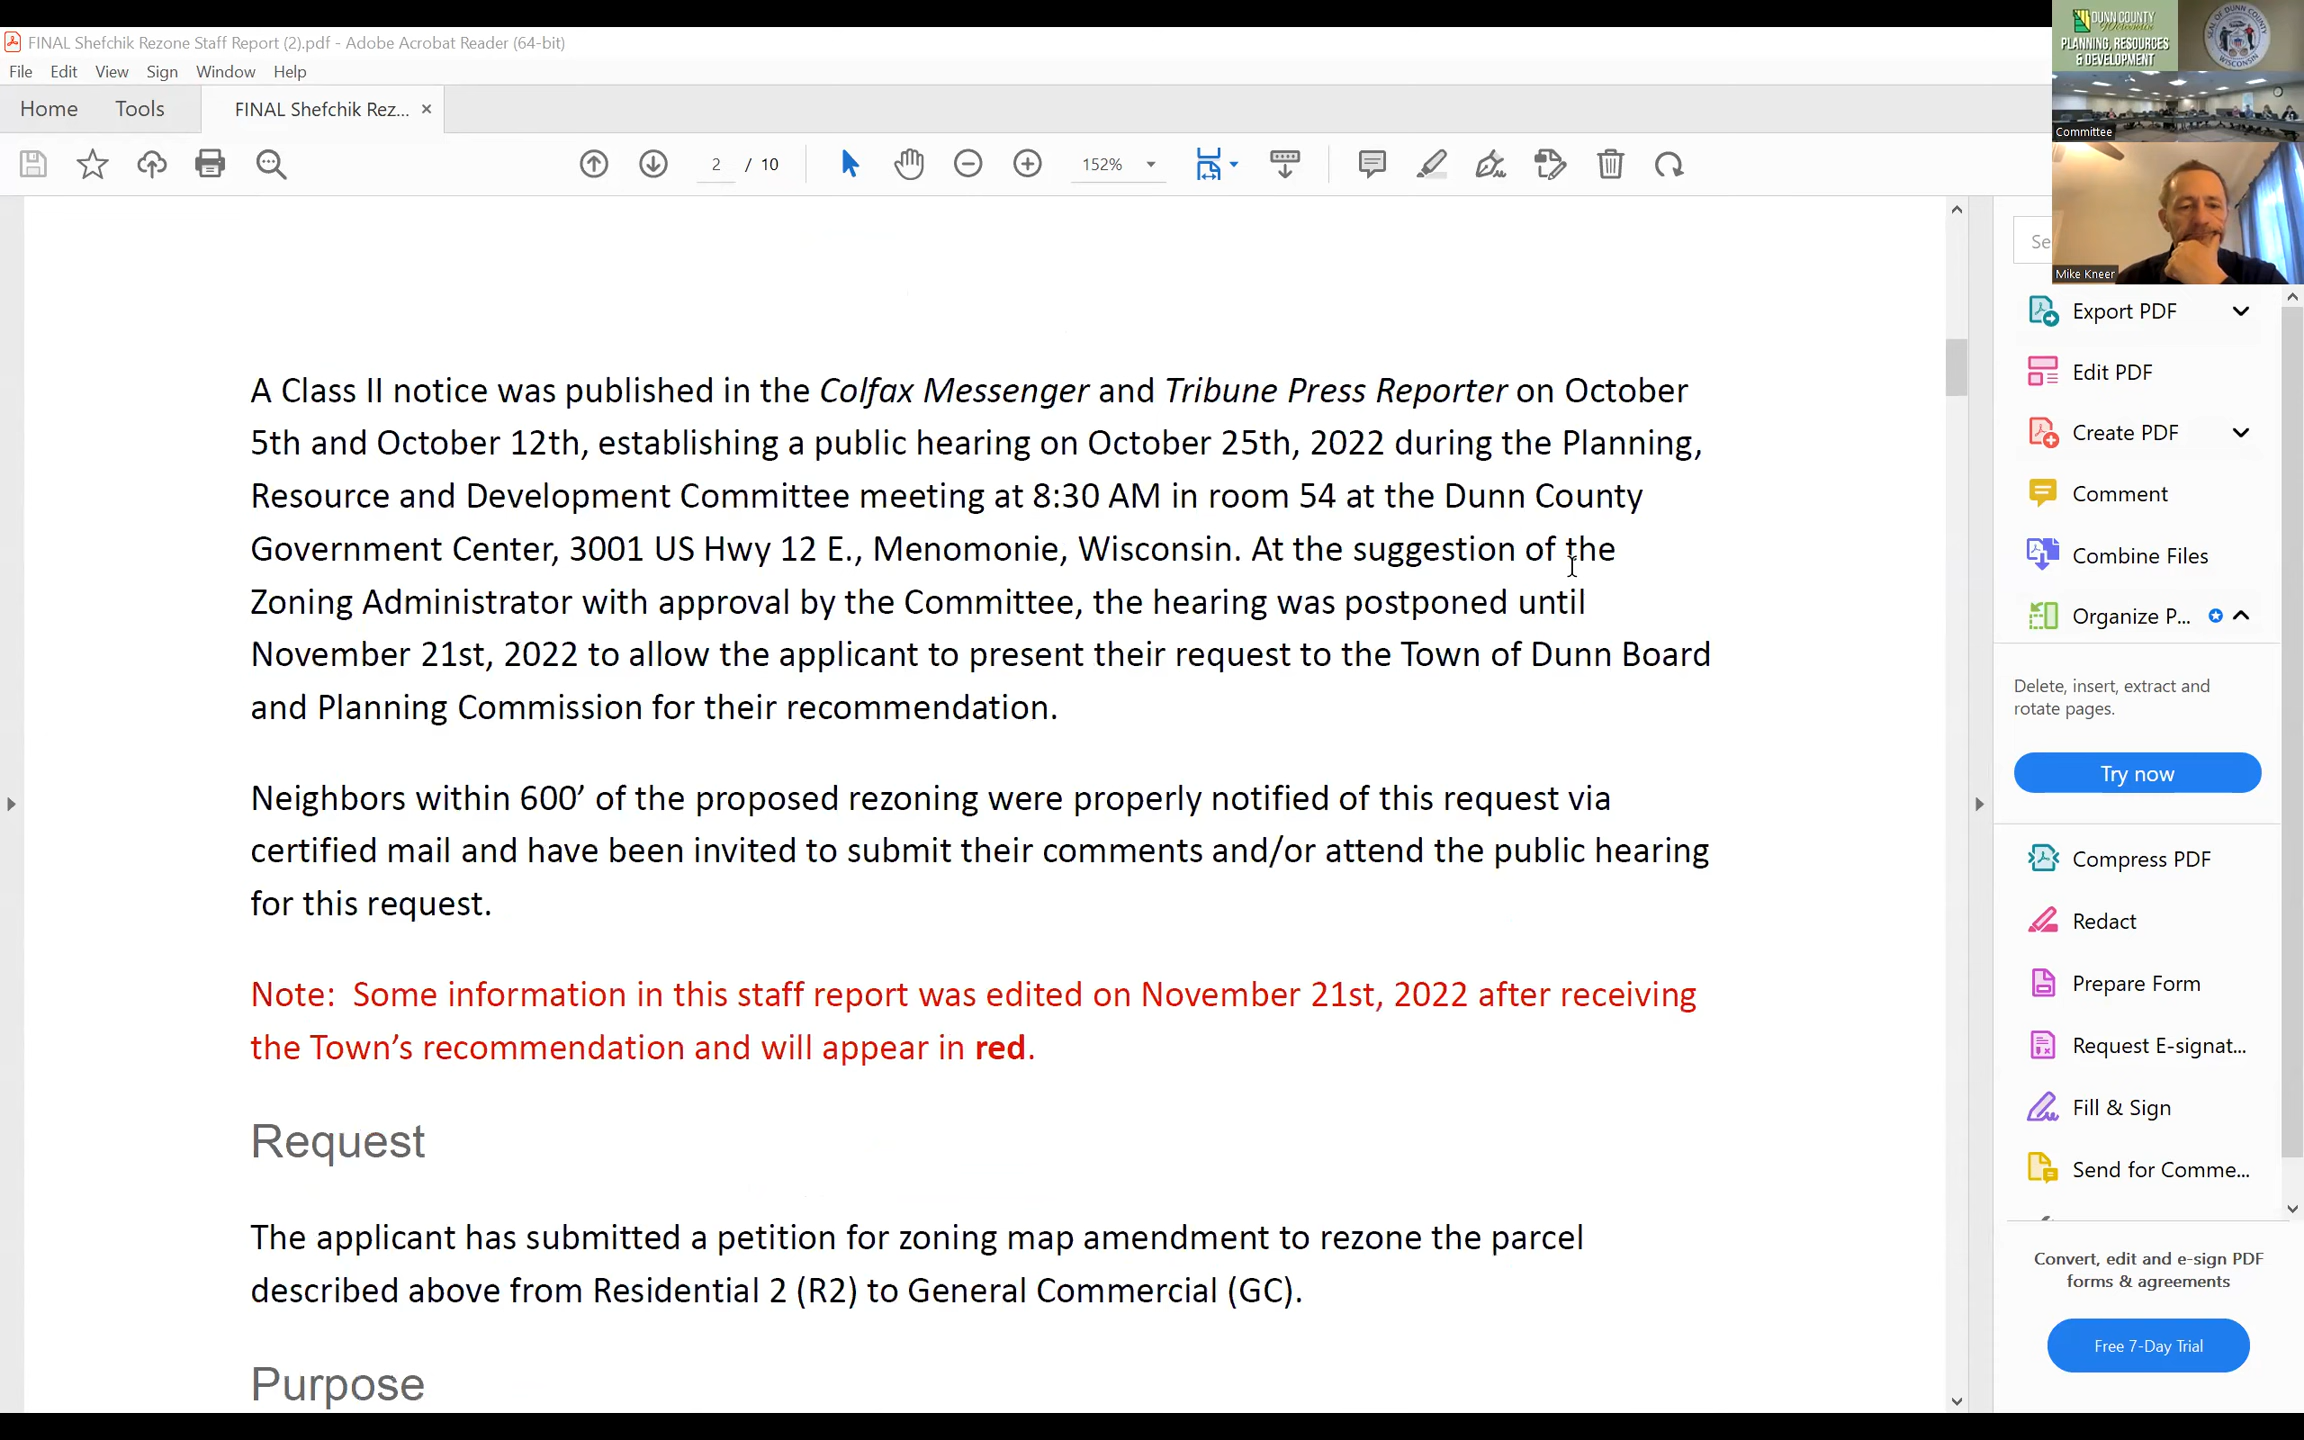 FINAL Shefchik Rezone Staff Report (2).pdf - Adobe Acrobat Reader (64-bit)
File Edit View Sign Window Help
Home Tools FINAL Shefchik Rez... ×
2 / 10 152%
A Class II notice was published in the Colfax Messenger and Tribune Press Reporter on October
5th and October 12th, establishing a public hearing on October 25th, 2022 during the Planning,
Resource and Development Committee meeting at 8:30 AM in room 54 at the Dunn County
Government Center, 3001 US Hwy 12 E., Menomonie, Wisconsin. At the suggestion of the
Zoning Administrator with approval by the Committee, the hearing was postponed until
November 21st, 2022 to allow the applicant to present their request to the Town of Dunn Board
and Planning Commission for their recommendation.
Neighbors within 600’ of the proposed rezoning were properly notified of this request via
certified mail and have been invited to submit their comments and/or attend the public hearing
for this request.
Note: Some information in this staff report was edited on November 21st, 2022 after receiving
the Town’s recommendation and will appear in red.
Request
The applicant has submitted a petition for zoning map amendment to rezone the parcel
described above from Residential 2 (R2) to General Commercial (GC).
Purpose
DUNN COUNTY
Wisconsin
PLANNING, RESOURCES
& DEVELOPMENT
SEAL OF DUNN COUNTY
WISCONSIN
Committee
Mike Kneer
Se
Export PDF
Edit PDF
Create PDF
Comment
Combine Files
Organize P...
Delete, insert, extract and
rotate pages.
Try now
Compress PDF
Redact
Prepare Form
Request E-signat...
Fill & Sign
Send for Comme...
Convert, edit and e-sign PDF
forms & agreements
Free 7-Day Trial